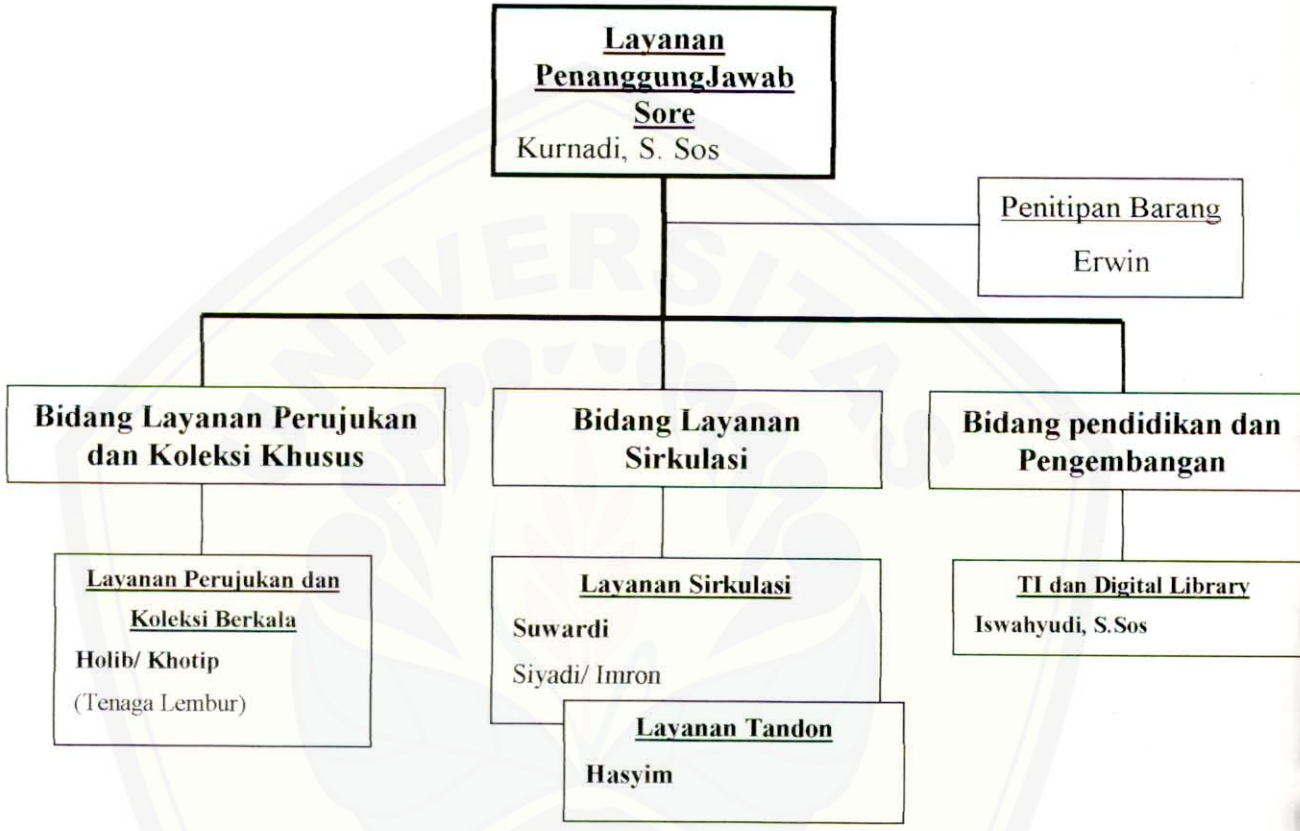 Layanan
PenanggungJawab
Sore
Kurnadi, S. Sos
Penitipan Barang
Erwin
UNIVERSITAS
Bidang Layanan Perujukan
dan Koleksi Khusus
Bidang Layanan
Sirkulasi
Bidang pendidikan dan
Pengembangan
Layanan Perujukan dan
Koleksi Berkala
Holib/ Khotip
(Tenaga Lembur)
Layanan Sirkulasi
Suwardi
Siyadi/ Imron
Layanan Tandon
Hasyim
TI dan Digital Library
Iswahyudi, S.Sos